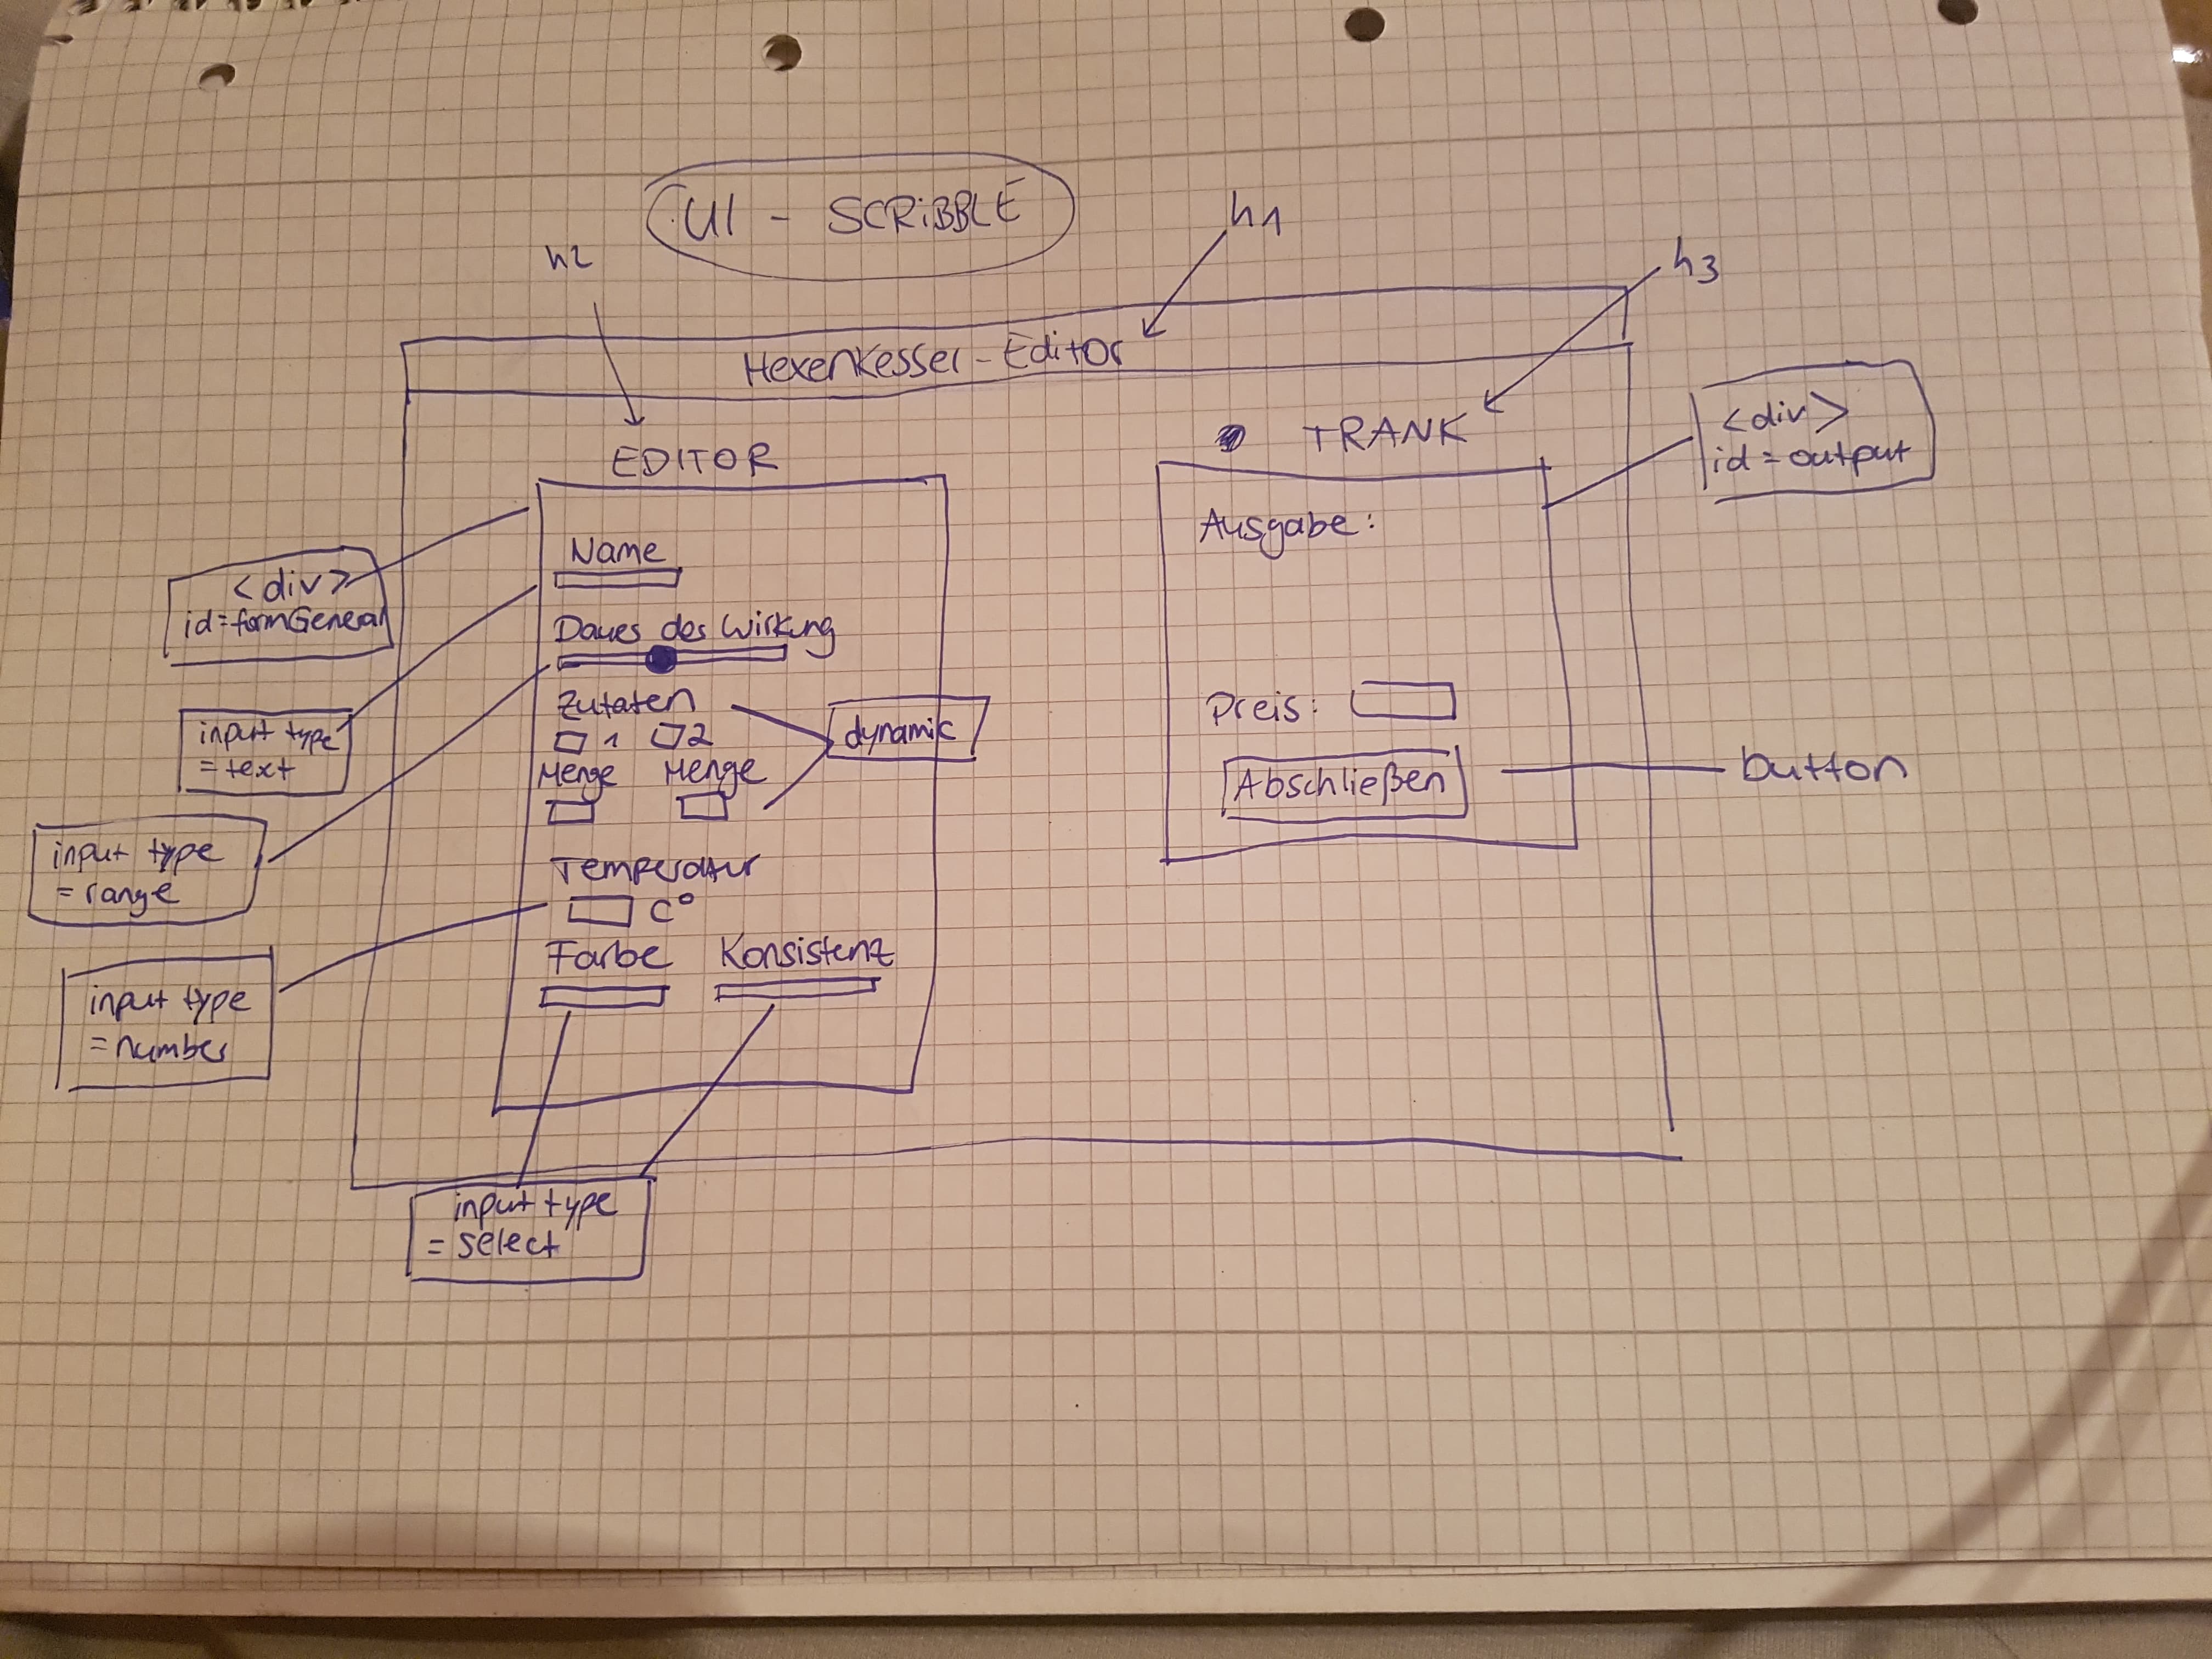 UI - SCRiBBLE
h2
h1
h3
Hexenkessel-Editor
EDITOR
TRANK
<div>
id=output
Ausgabe:
Name
<div>
id=formGeneral
Dauer der Wirkung
Zutaten
1 2
dynamic
Menge Menge
input type
= text
Preis:
Abschließen
button
input type
= range
Temperatur
C°
Farbe Konsistenz
input type
= number
input type
= select